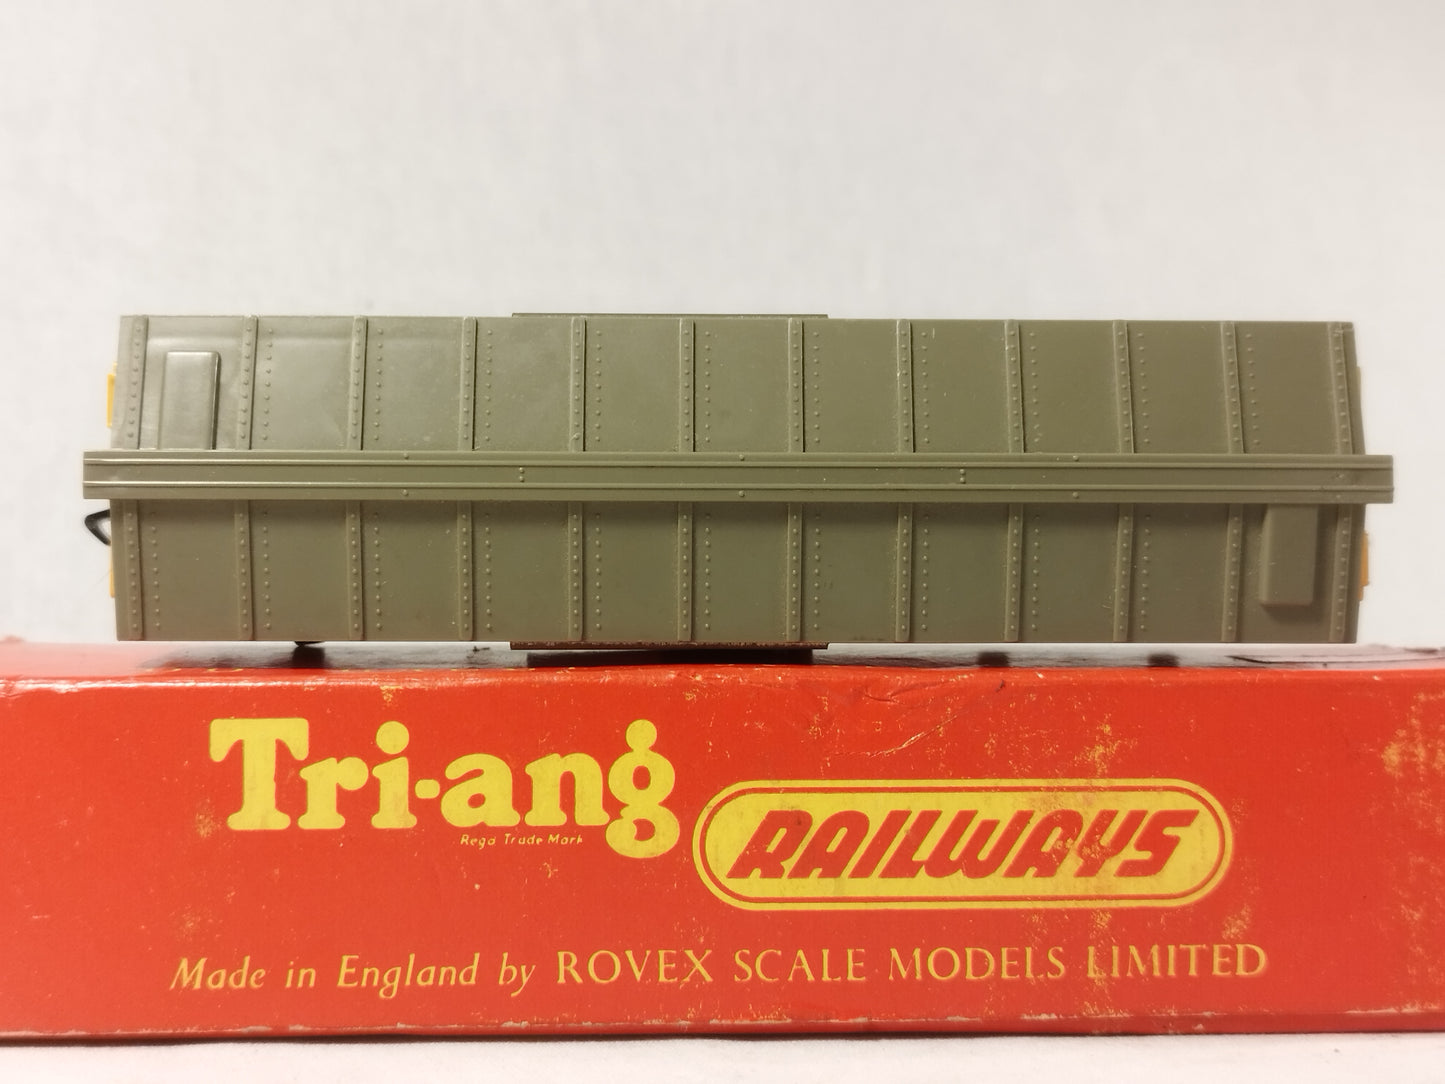 Tri-ang
Regd Trade Mark
RAILWAYS
Made in England by ROVEX SCALE MODELS LIMITED